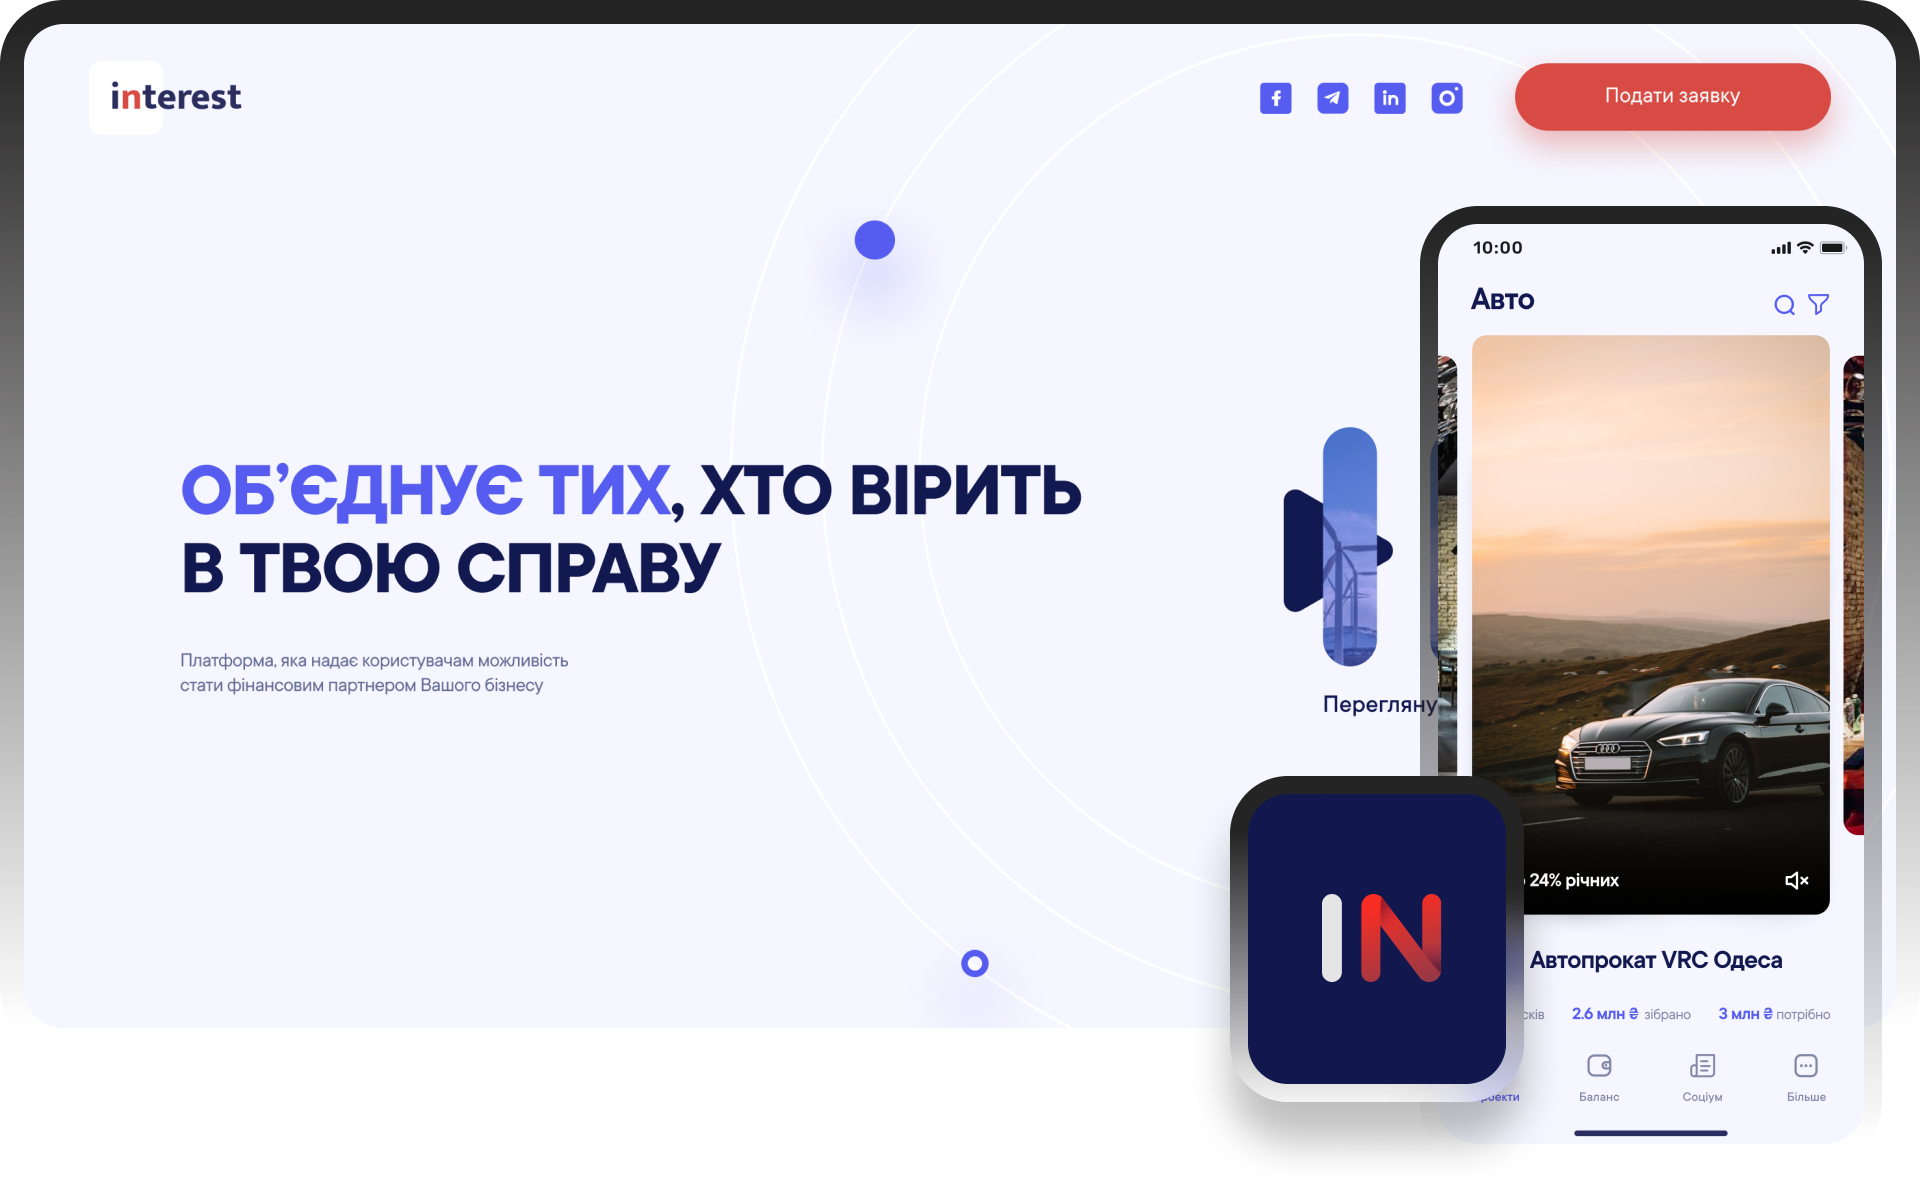 interest
Подати заявку
ОБ’ЄДНУЄ ТИХ, ХТО ВІРИТЬ
В ТВОЮ СПРАВУ
Платформа, яка надає користувачам можливість
стати фінансовим партнером Вашого бізнесу
10:00
Авто
24% річних
Автопрокат VRC Одеса
2.6 млн ₴ зібрано
3 млн ₴ потрібно
Баланс
Соціум
Більше
IN